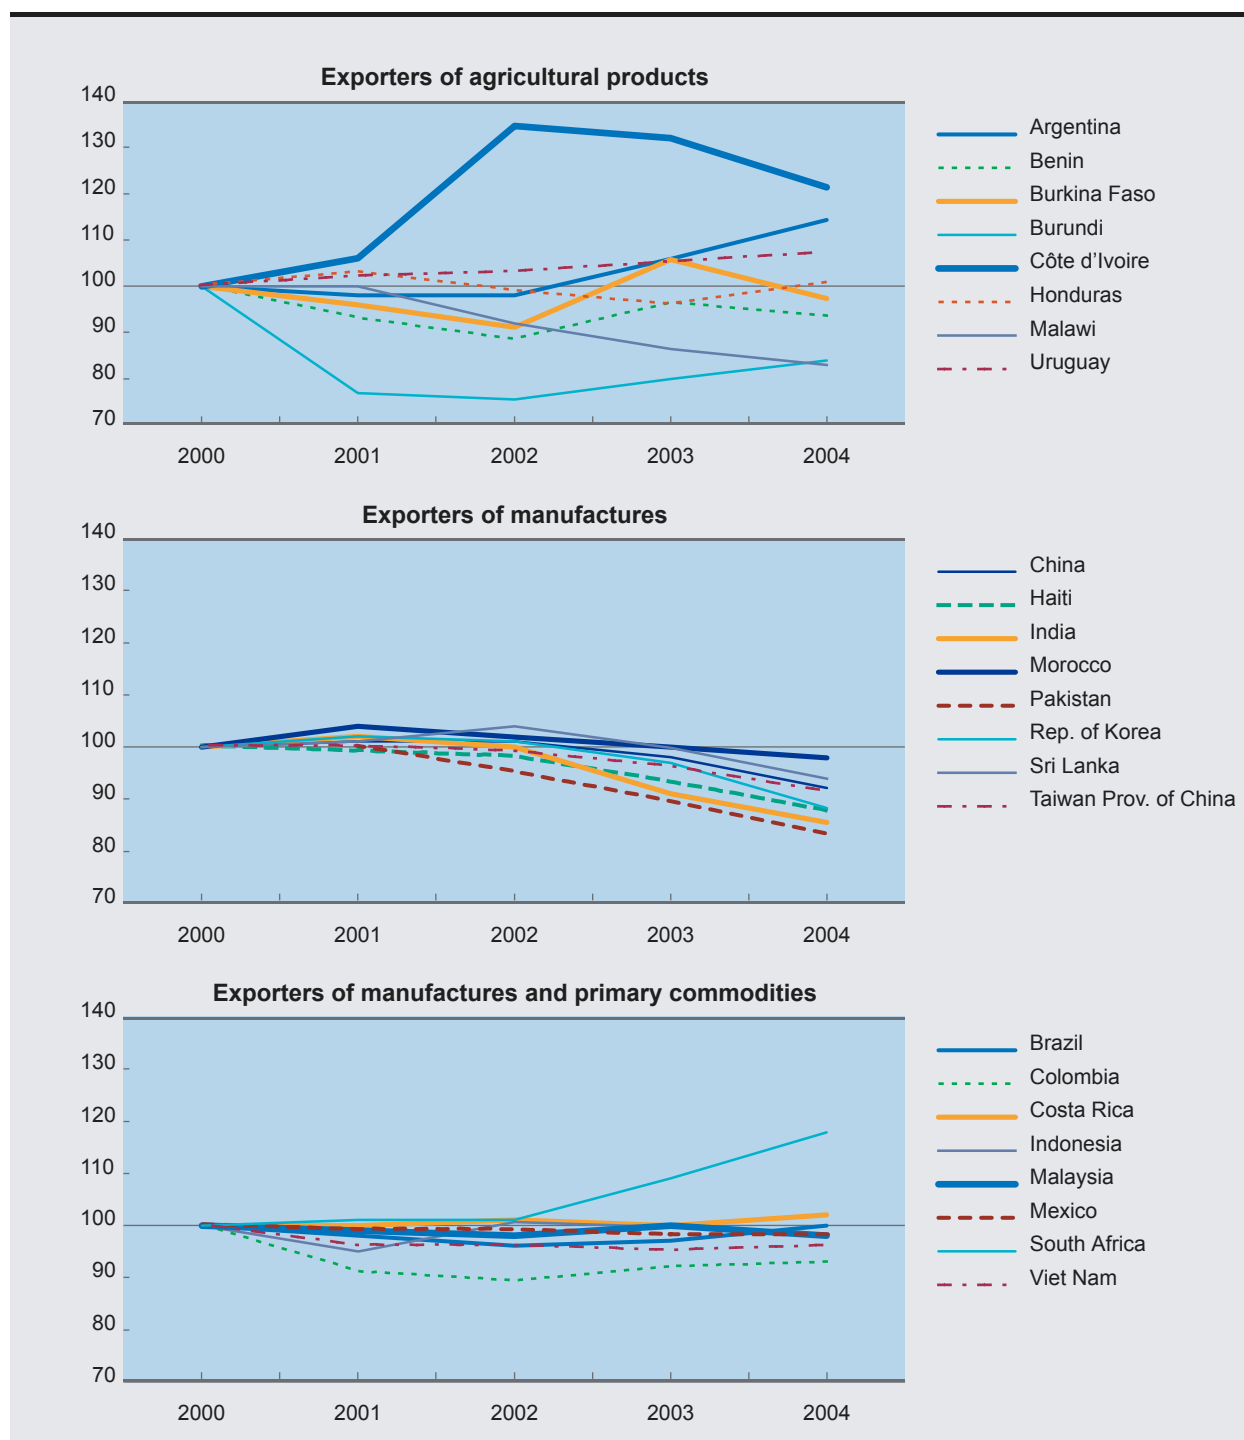 Exporters of agricultural products
140
130
120
110
100
90
80
70
2000 2001 2002 2003 2004
Argentina
Benin
Burkina Faso
Burundi
Côte d'Ivoire
Honduras
Malawi
Uruguay
Exporters of manufactures
140
130
120
110
100
90
80
70
2000 2001 2002 2003 2004
China
Haiti
India
Morocco
Pakistan
Rep. of Korea
Sri Lanka
Taiwan Prov. of China
Exporters of manufactures and primary commodities
140
130
120
110
100
90
80
70
2000 2001 2002 2003 2004
Brazil
Colombia
Costa Rica
Indonesia
Malaysia
Mexico
South Africa
Viet Nam